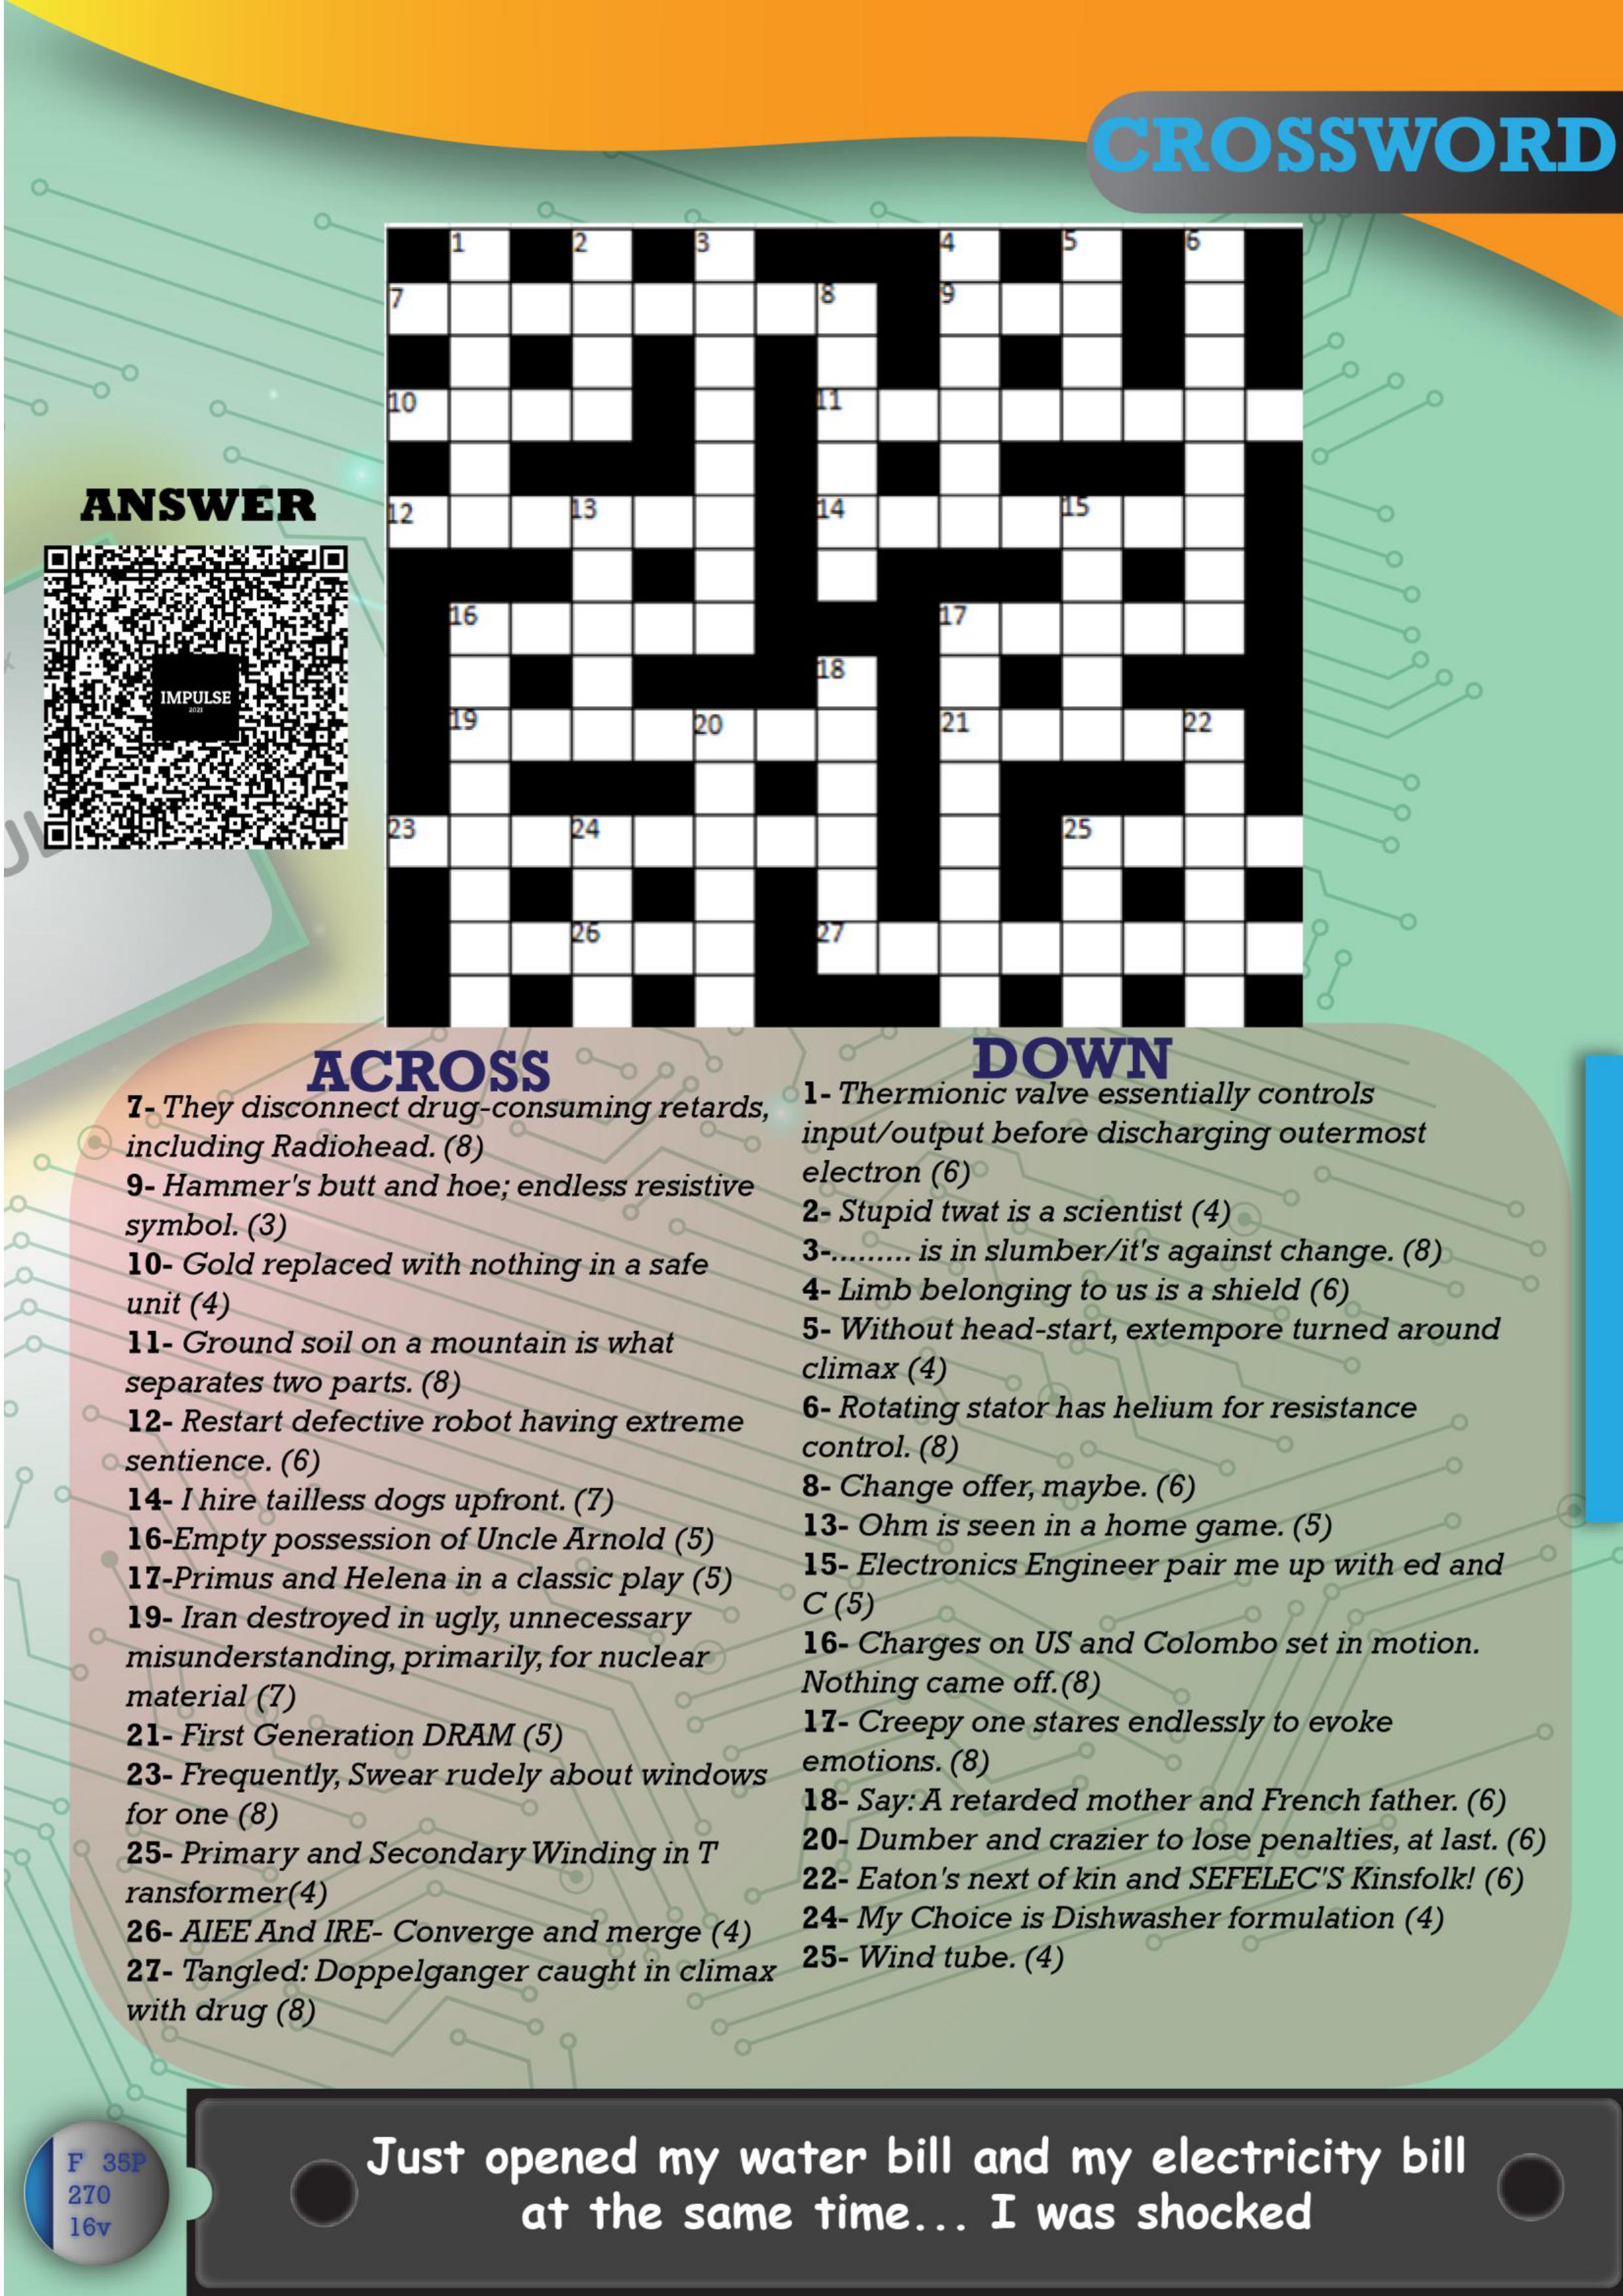 CROSSWORD
1 2 3 4 5 6
7 8 9
10 11
12 13 14 15
16 17
18
19 20 21 22
23 24 25
26 27
ANSWER
IMPULSE
2021
ACROSS
7- They disconnect drug-consuming retards,
including Radiohead. (8)
9- Hammer's butt and hoe; endless resistive
symbol. (3)
10- Gold replaced with nothing in a safe
unit (4)
11- Ground soil on a mountain is what
separates two parts. (8)
12- Restart defective robot having extreme
sentience. (6)
14- I hire tailless dogs upfront. (7)
16-Empty possession of Uncle Arnold (5)
17-Primus and Helena in a classic play (5)
19- Iran destroyed in ugly, unnecessary
misunderstanding, primarily, for nuclear
material (7)
21- First Generation DRAM (5)
23- Frequently, Swear rudely about windows
for one (8)
25- Primary and Secondary Winding in T
ransformer(4)
26- AIEE And IRE- Converge and merge (4)
27- Tangled: Doppelganger caught in climax
with drug (8)
DOWN
1- Thermionic valve essentially controls
input/output before discharging outermost
electron (6)
2- Stupid twat is a scientist (4)
3-......... is in slumber/it's against change. (8)
4- Limb belonging to us is a shield (6)
5- Without head-start, extempore turned around
climax (4)
6- Rotating stator has helium for resistance
control. (8)
8- Change offer, maybe. (6)
13- Ohm is seen in a home game. (5)
15- Electronics Engineer pair me up with ed and
C (5)
16- Charges on US and Colombo set in motion.
Nothing came off.(8)
17- Creepy one stares endlessly to evoke
emotions. (8)
18- Say: A retarded mother and French father. (6)
20- Dumber and crazier to lose penalties, at last. (6)
22- Eaton's next of kin and SEFELEC'S Kinsfolk! (6)
24- My Choice is Dishwasher formulation (4)
25- Wind tube. (4)
F 35P
270
16v
Just opened my water bill and my electricity bill
at the same time... I was shocked